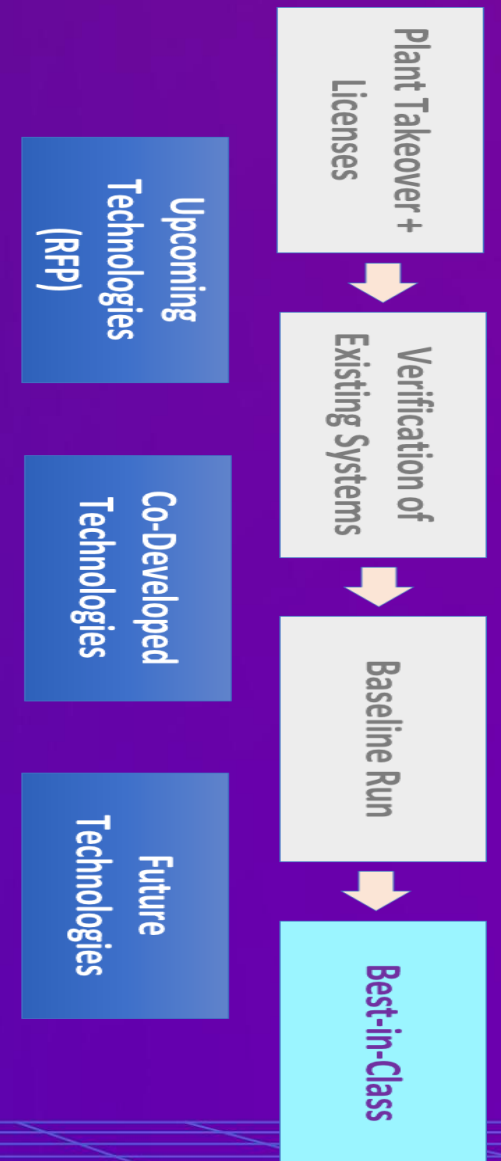 Plant Takeover +
Licenses
Verification of
Existing Systems
Baseline Run
Best-in-Class
Upcoming
Technologies
(RFP)
Co-Developed
Technologies
Future
Technologies